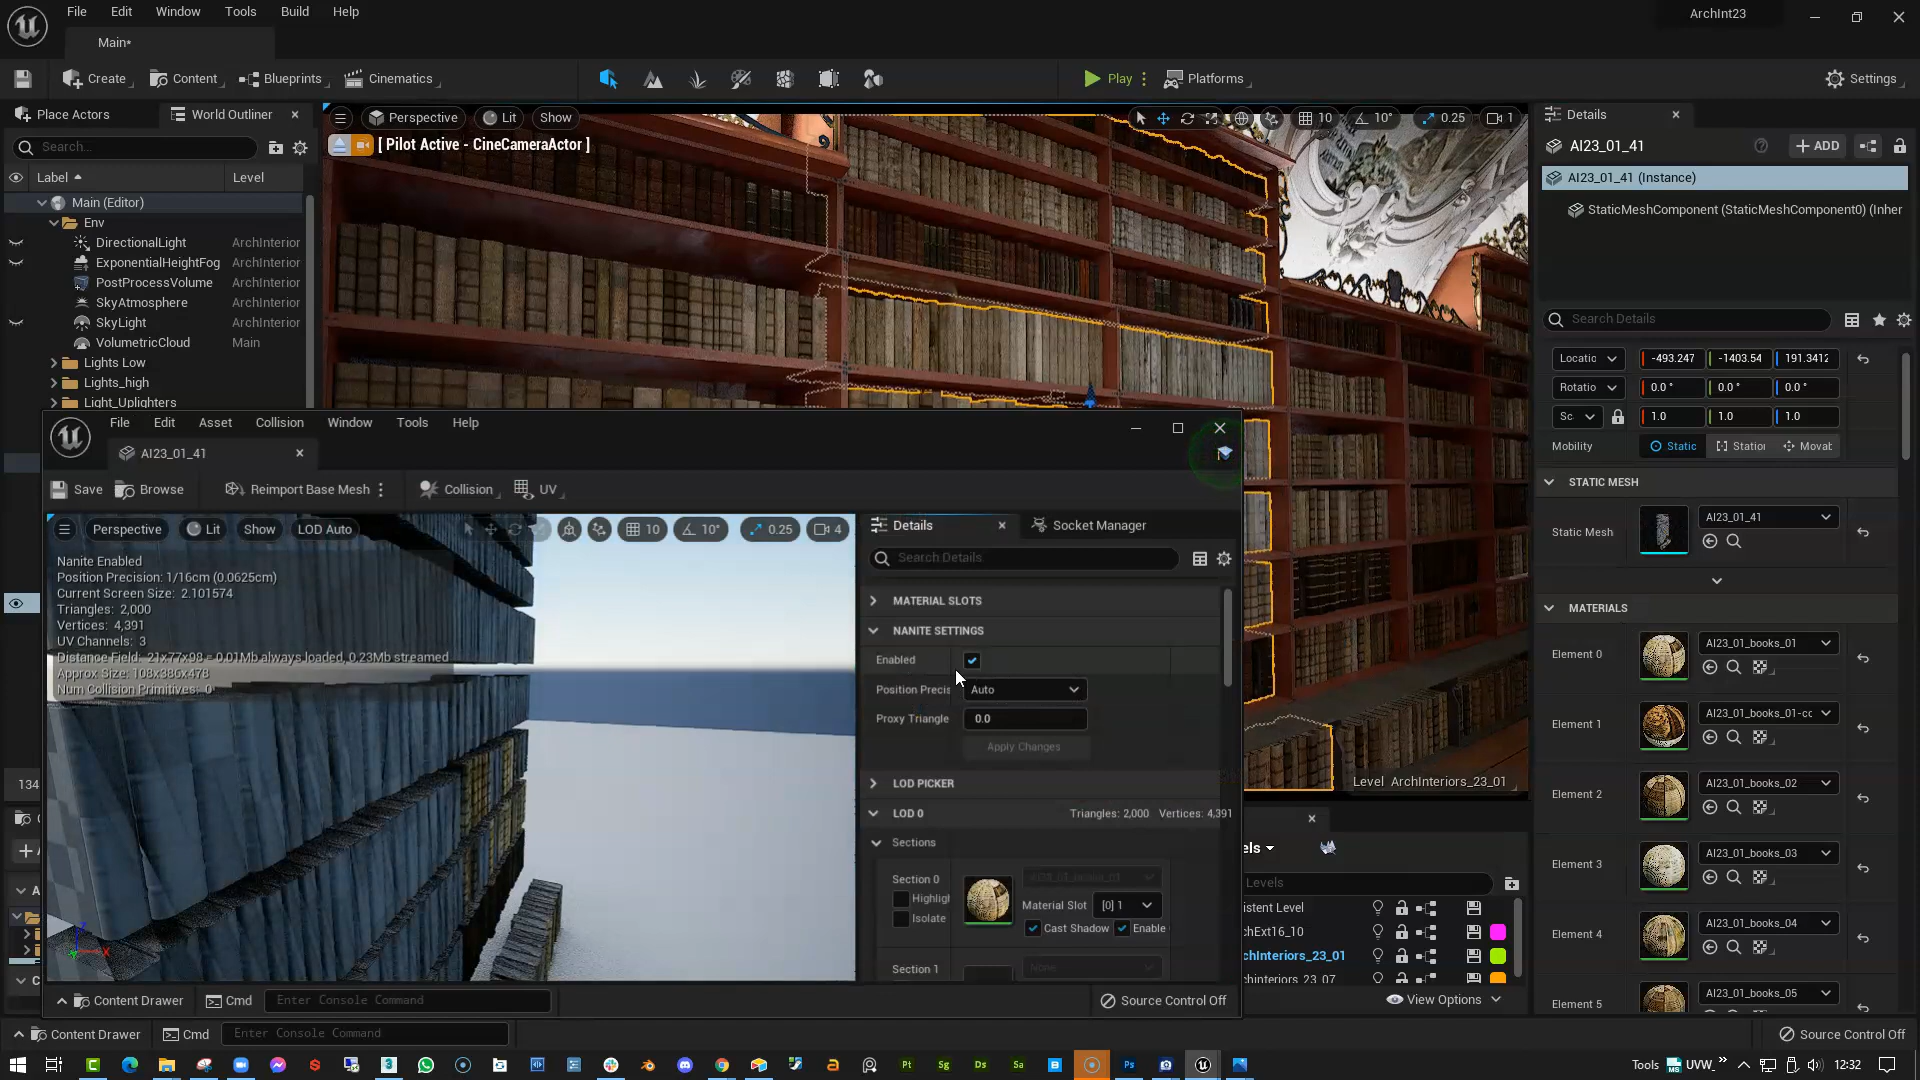 File Edit Window Tools Build Help
ArchInt23
Main*
Create Content Blueprints Cinematics Play Platforms Settings
Place Actors World Outliner
Search...
Label Level
Main (Editor)
Env
DirectionalLight ArchInterior
ExponentialHeightFog ArchInterior
PostProcessVolume ArchInterior
SkyAtmosphere ArchInterior
SkyLight ArchInterior
VolumetricCloud Main
Lights Low
Lights_high
Light_Uplighters
134
Perspective Lit Show 10 10° 0.25 1
[ Pilot Active - CineCameraActor ]
Level ArchInteriors_23_01
File Edit Asset Collision Window Tools Help
AI23_01_41
Save Browse Reimport Base Mesh Collision UV
Perspective Lit Show LOD Auto 10 10° 0.25 4
Nanite Enabled
Position Precision: 1/16cm (0.0625cm)
Current Screen Size: 2.101574
Triangles: 2,000
Vertices: 4,391
UV Channels: 3
Distance Field: 21x77x98 = 0.01Mb always loaded, 0.23Mb streamed
Approx Size: 108x386x478
Num Collision Primitives: 0
Details Socket Manager
Search Details
MATERIAL SLOTS
NANITE SETTINGS
Enabled
Position Precis Auto
Proxy Triangle 0.0
Apply Changes
LOD PICKER
LOD 0 Triangles: 2,000 Vertices: 4,391
Sections
Section 0
Highligh
Isolate
Material Slot [0] 1
Cast Shadow Enable
Section 1 None
Content Drawer Cmd Enter Console Command Source Control Off
els
Levels
istent Level
chExt16_10
chInteriors_23_01
chinteriors_23_07
View Options
Details
AI23_01_41 ADD
AI23_01_41 (Instance)
StaticMeshComponent (StaticMeshComponent0) (Inher
Search Details
Locatio -493.247 -1403.54 191.3412
Rotatio 0.0 ° 0.0 ° 0.0 °
Sc 1.0 1.0 1.0
Mobility Static Station Movat
STATIC MESH
Static Mesh AI23_01_41
MATERIALS
Element 0 AI23_01_books_01
Element 1 AI23_01_books_01-cc
Element 2 AI23_01_books_02
Element 3 AI23_01_books_03
Element 4 AI23_01_books_04
Element 5 AI23_01_books_05
Content Drawer Cmd Enter Console Command Source Control Off
Tools UVW_ 12:32